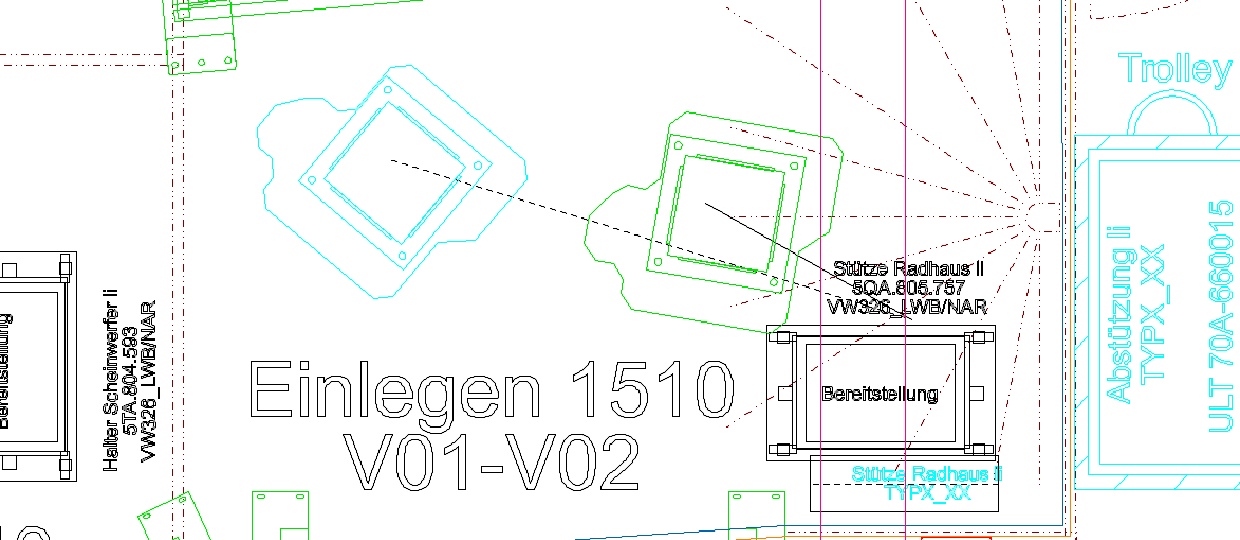 Trolley
Stütze Radhaus li
5QA.805.757
VW326_LWB/NAR
Bereitstellung
Stütze Radhaus li
TYPX_XX
Einlegen 1510
V01-V02
Halter Scheinwerfer li
5TA.804.593
VW326_LWB/NAR
Bereitstellung
Abstützung li
TYPX_XX
ULT 70A-660015